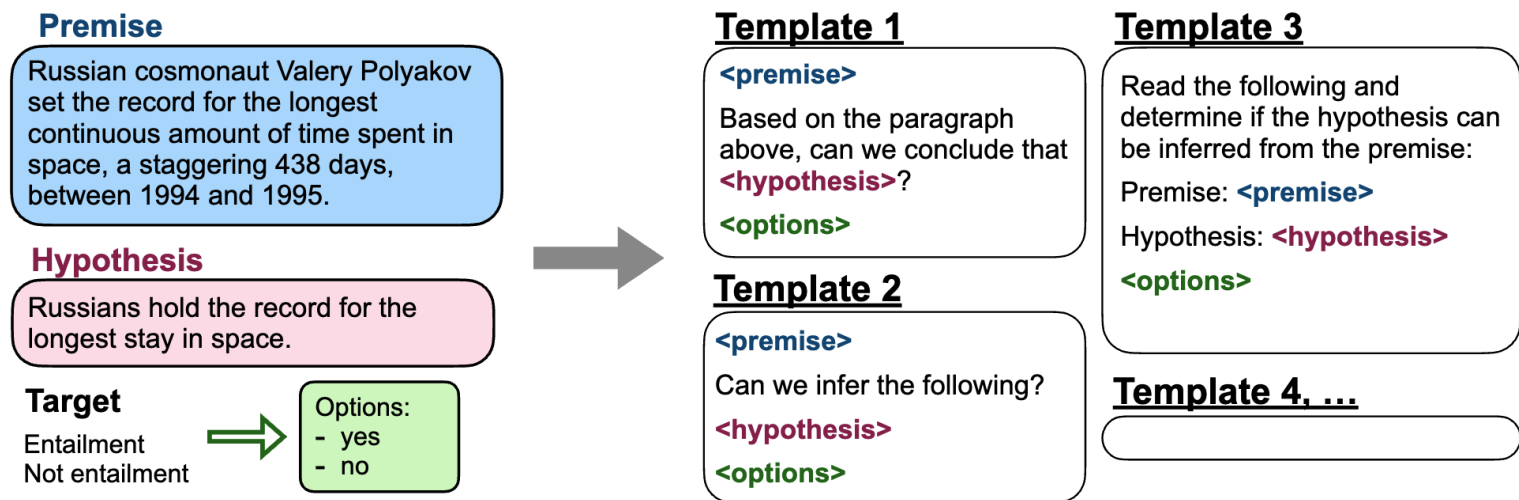 Premise
Russian cosmonaut Valery Polyakov
set the record for the longest
continuous amount of time spent in
space, a staggering 438 days,
between 1994 and 1995.
Hypothesis
Russians hold the record for the
longest stay in space.
Target
Entailment
Not entailment
Options:
- yes
- no
Template 1
<premise>
Based on the paragraph
above, can we conclude that
<hypothesis>?
<options>
Template 2
<premise>
Can we infer the following?
<hypothesis>
<options>
Template 3
Read the following and
determine if the hypothesis can
be inferred from the premise:
Premise: <premise>
Hypothesis: <hypothesis>
<options>
Template 4, …